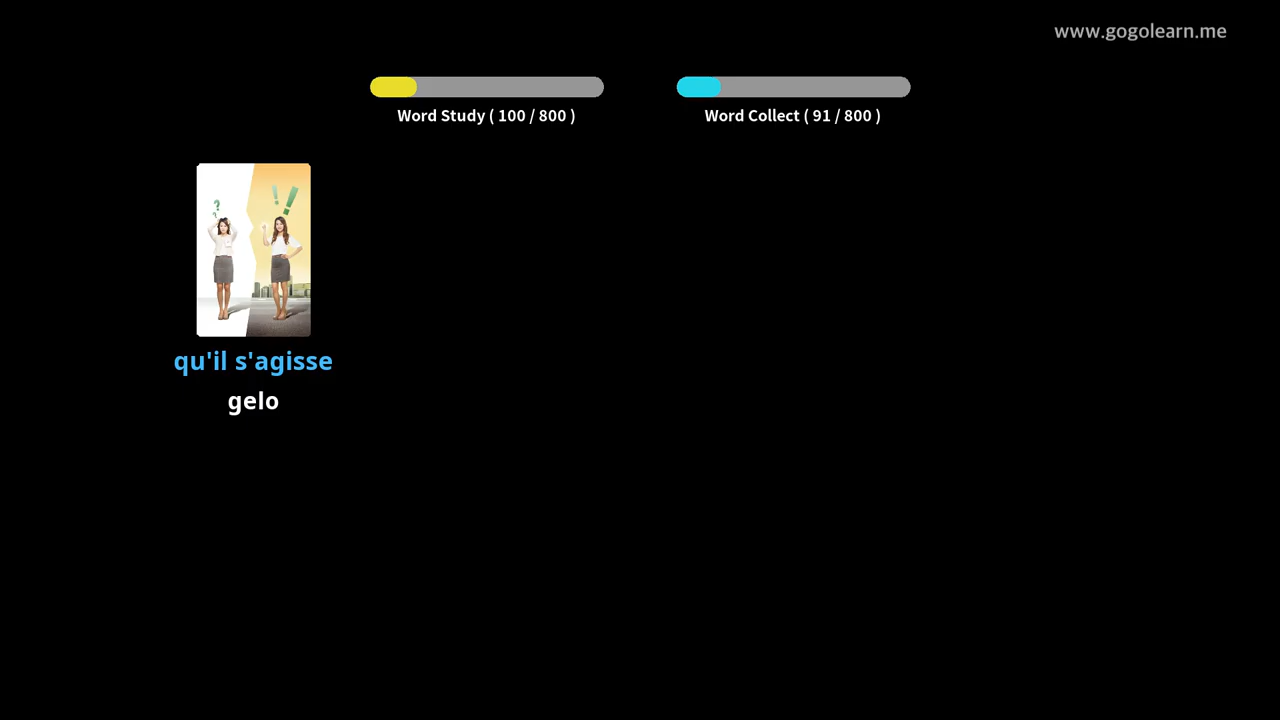 www.gogolearn.me
Word Study ( 100 / 800 )
Word Collect ( 91 / 800 )
qu'il s'agisse
gelo